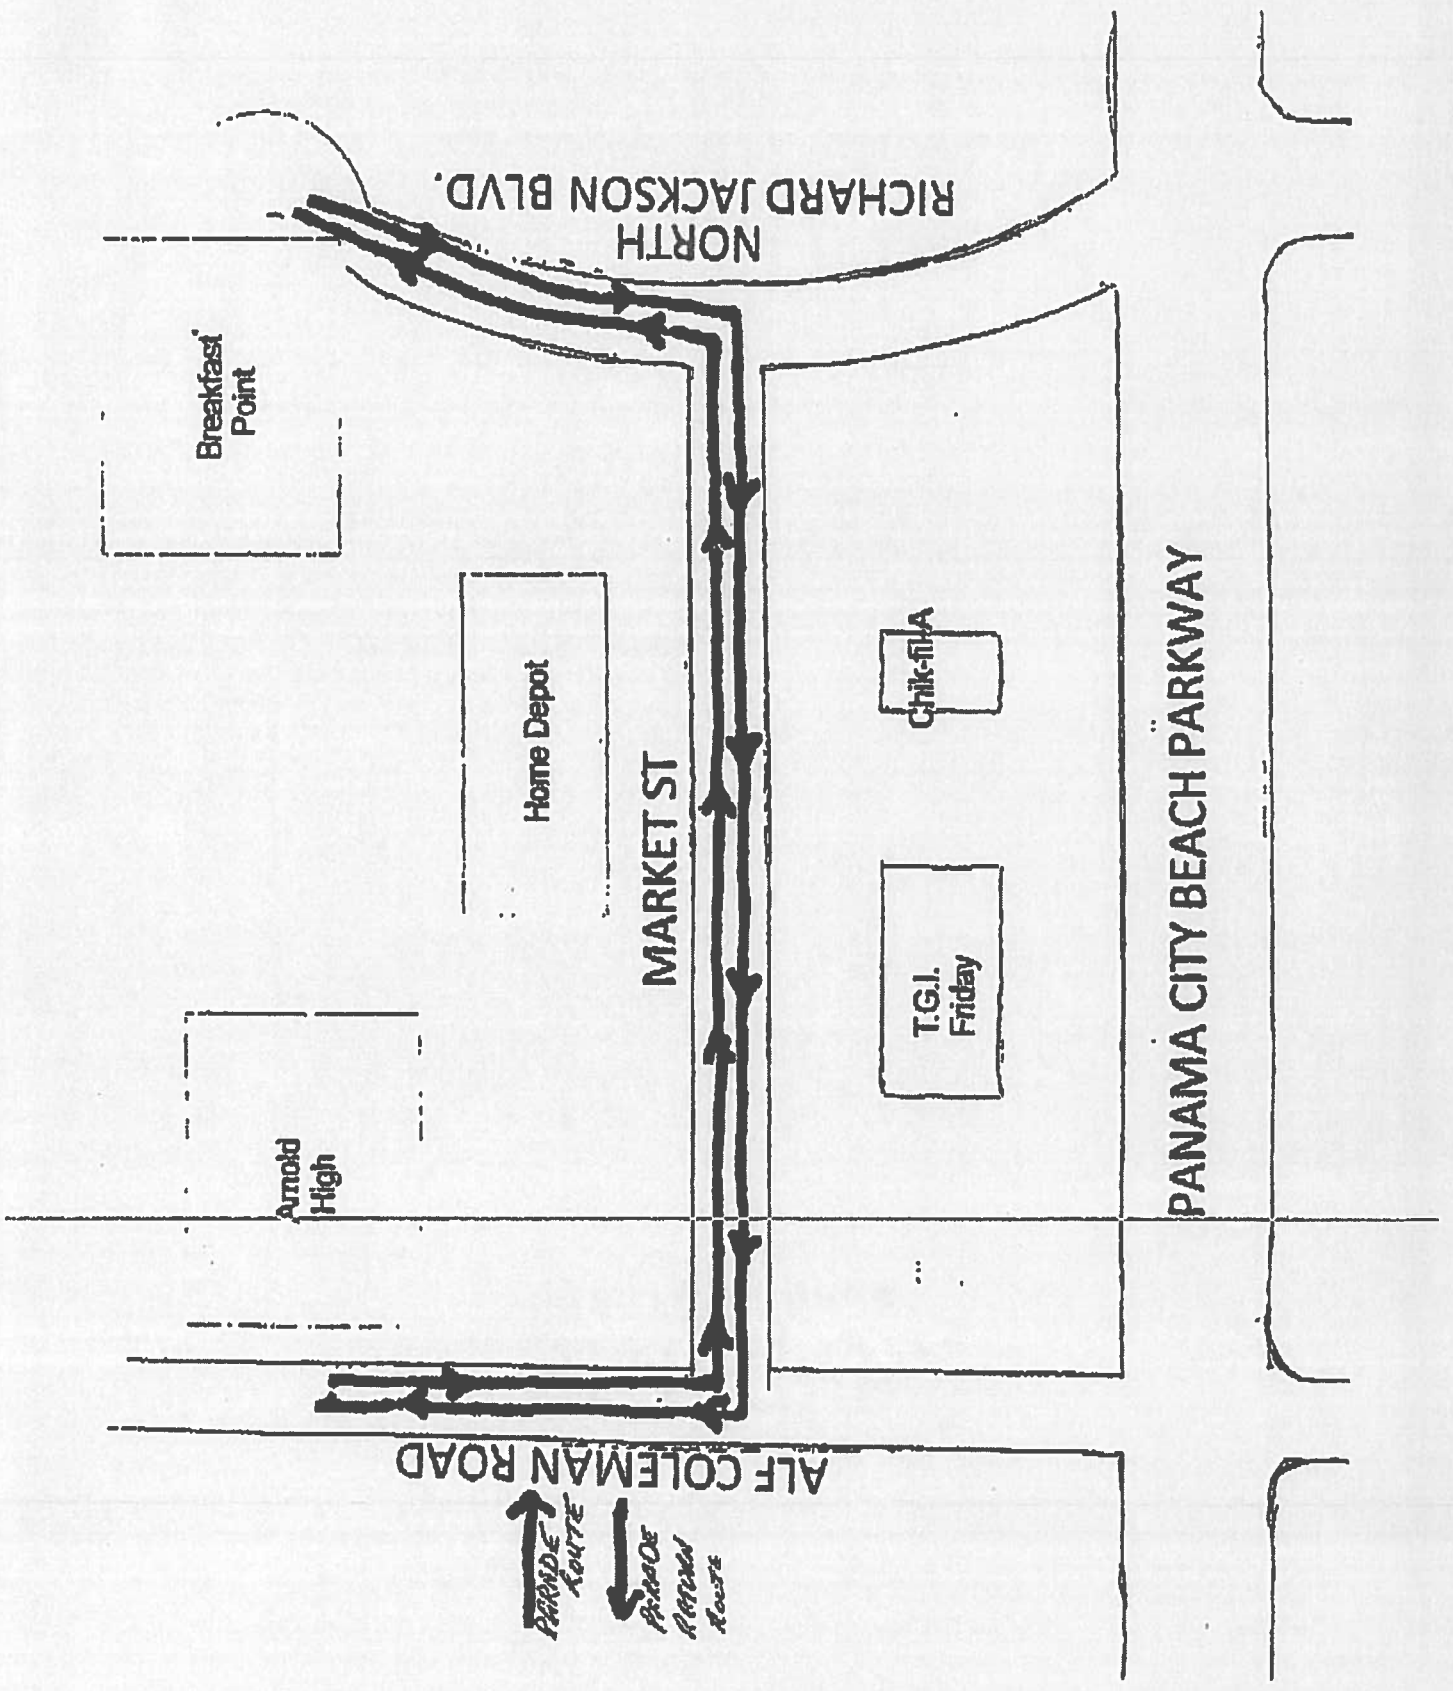 RICHARD JACKSON BLVD.
NORTH
Breakfast
Point
Home Depot
MARKET ST
Chik-fil-A
T.G.I.
Friday
PANAMA CITY BEACH PARKWAY
Arnold
High
ALF COLEMAN ROAD
PARADE
ROUTE
PARADE
RETURN
ROUTE